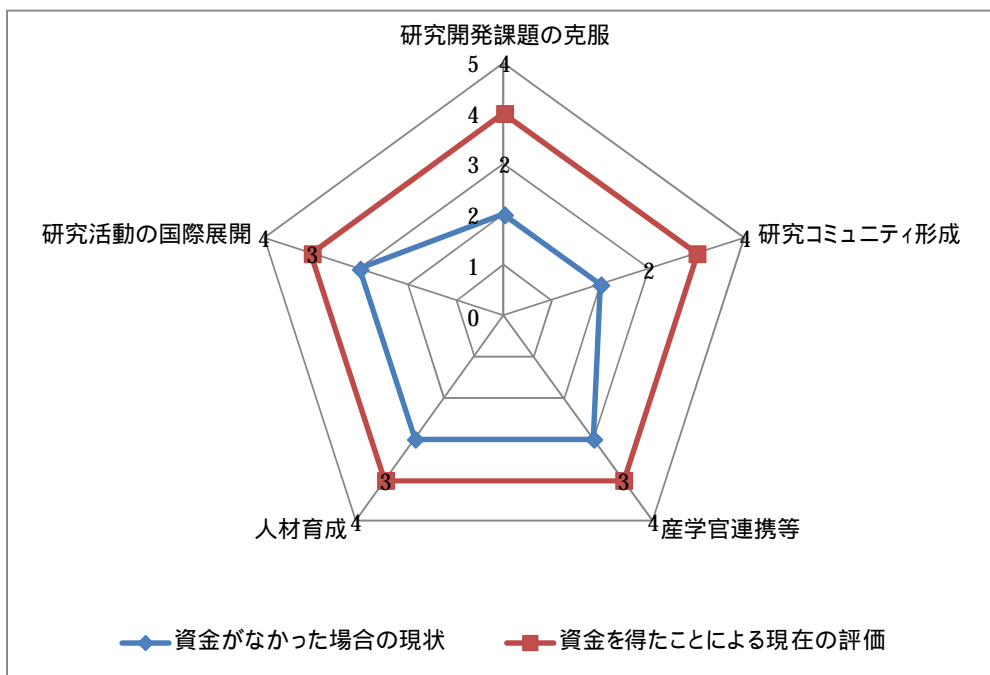 研究開発課題の克服
5 4
4
3 2
2
1
0
研究活動の国際展開 4 3
2 4 研究コミュニティ形成
人材育成 4 3
3 4 産学官連携等
資金がなかった場合の現状 資金を得たことによる現在の評価